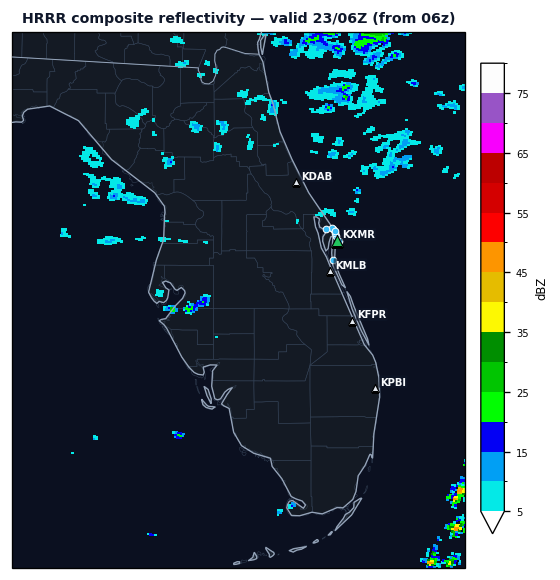 HRRR composite reflectivity — valid 23/06Z (from 06z)
KDAB
KXMR
KMLB
KFPR
KPBI
75
65
55
45
35
25
15
5
dBZ